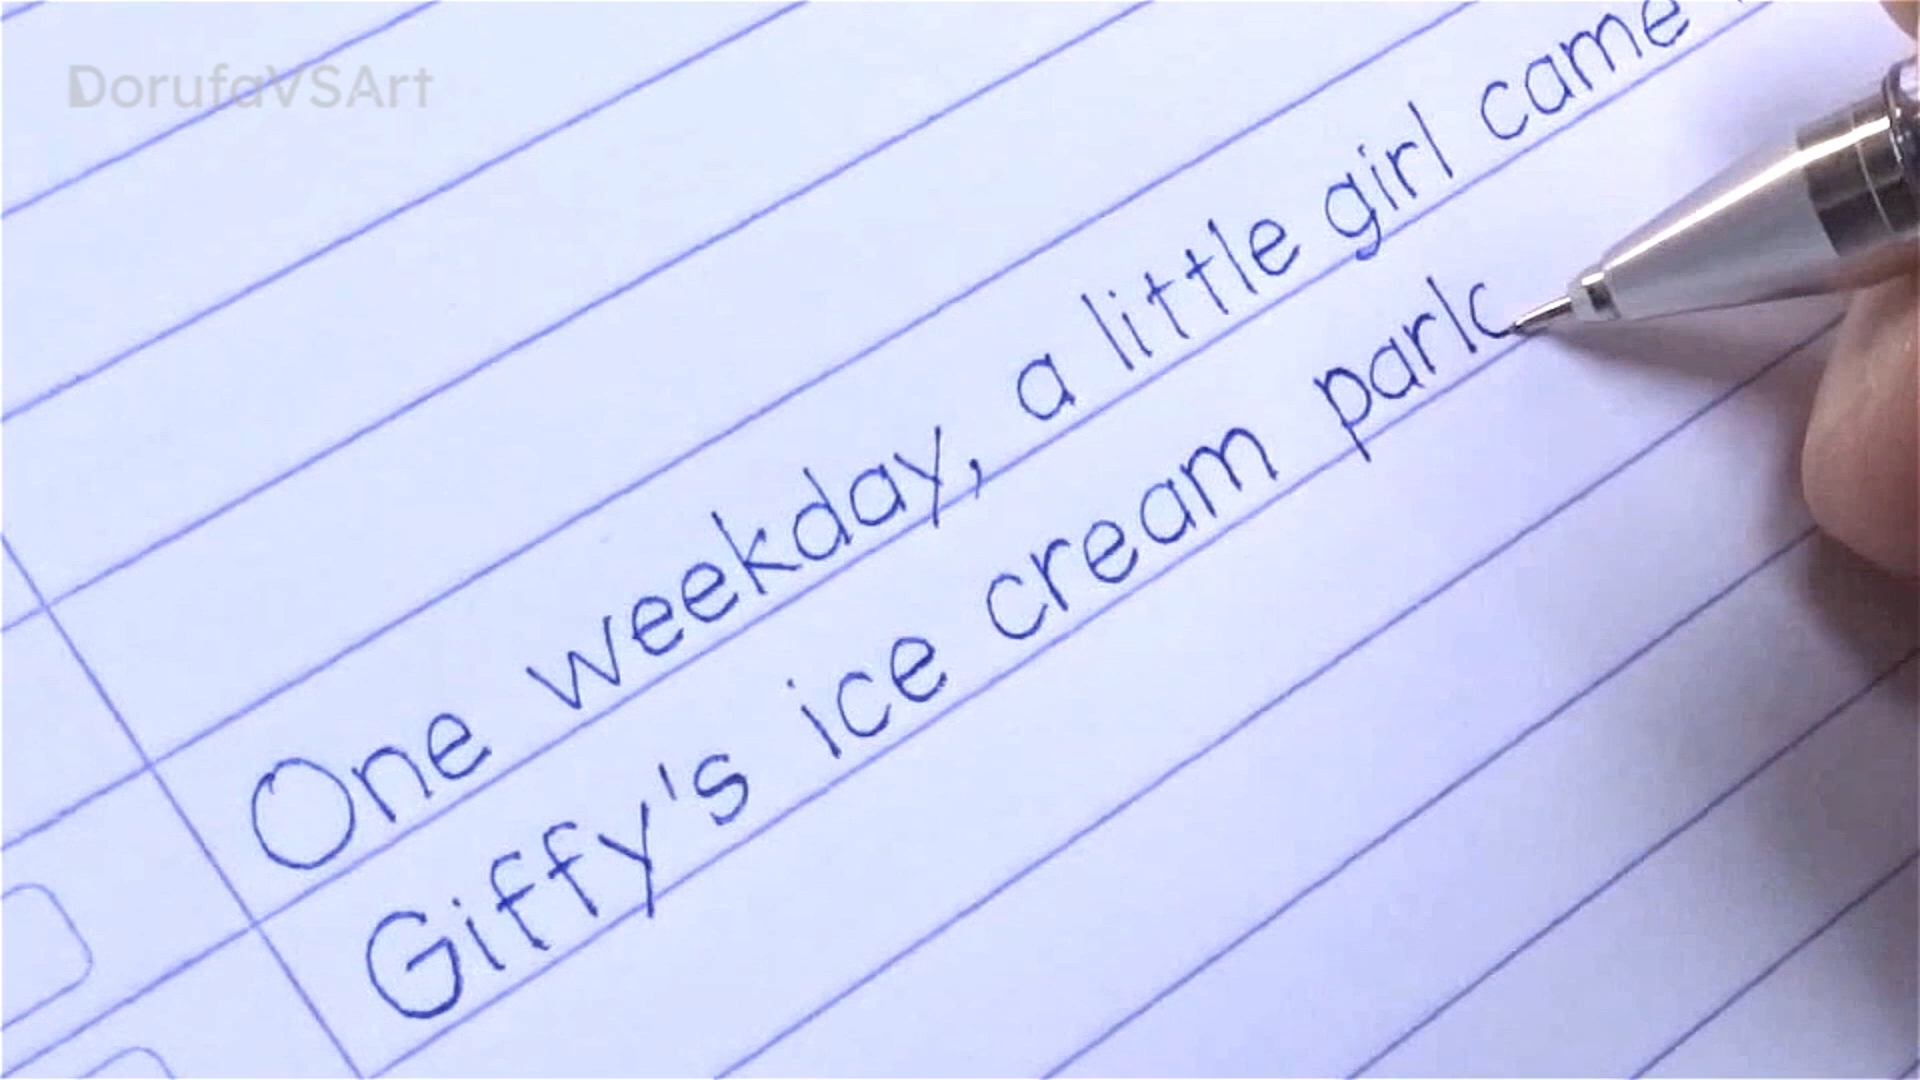 DorufaVSArt
One weekday, a little girl came
Giffy's ice cream parlo